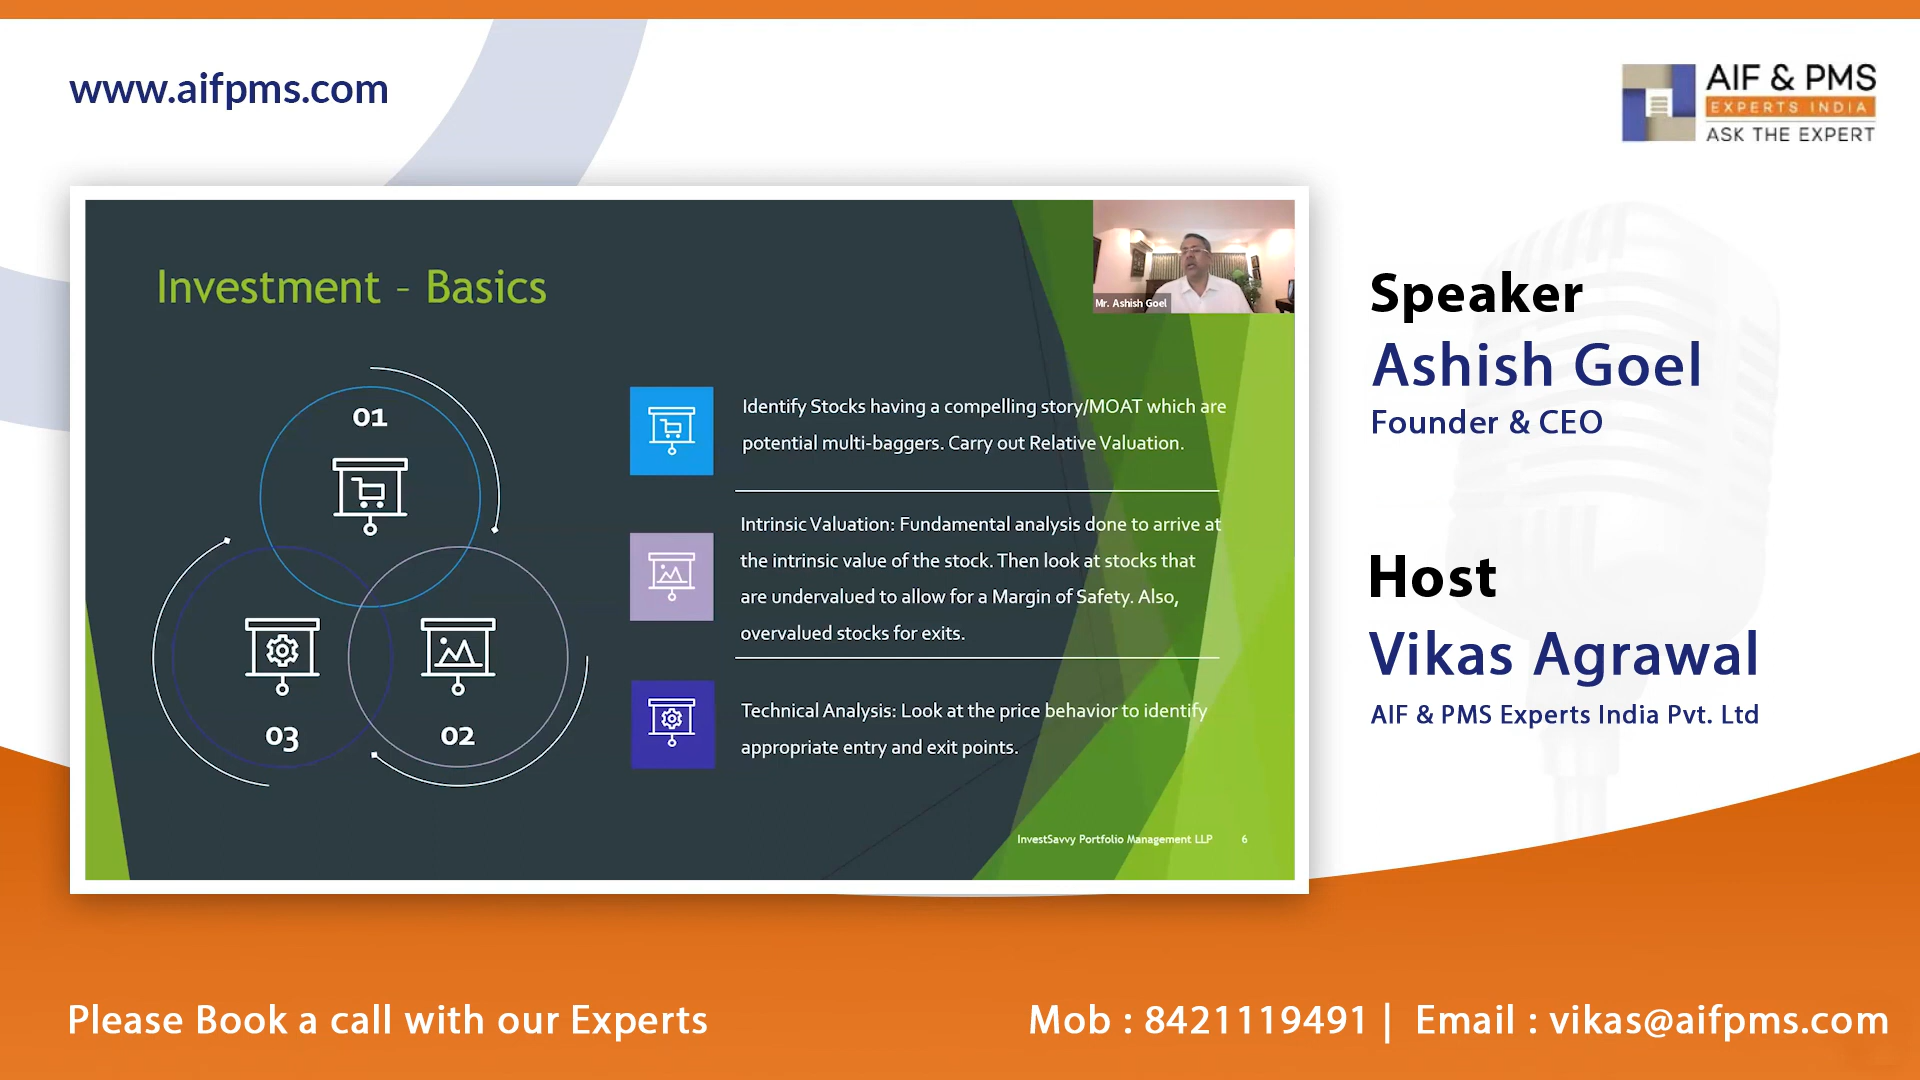 www.aifpms.com
AIF & PMS
EXPERTS INDIA
ASK THE EXPERT
Investment - Basics
Mr. Ashish Goel
01
03
02
Identify Stocks having a compelling story/MOAT which are
potential multi-baggers. Carry out Relative Valuation.
Intrinsic Valuation: Fundamental analysis done to arrive at
the intrinsic value of the stock. Then look at stocks that
are undervalued to allow for a Margin of Safety. Also,
overvalued stocks for exits.
Technical Analysis: Look at the price behavior to identify
appropriate entry and exit points.
InvestSavvy Portfolio Management LLP 6
Speaker
Ashish Goel
Founder & CEO
Host
Vikas Agrawal
AIF & PMS Experts India Pvt. Ltd
Please Book a call with our Experts
Mob : 8421119491 | Email : vikas@aifpms.com